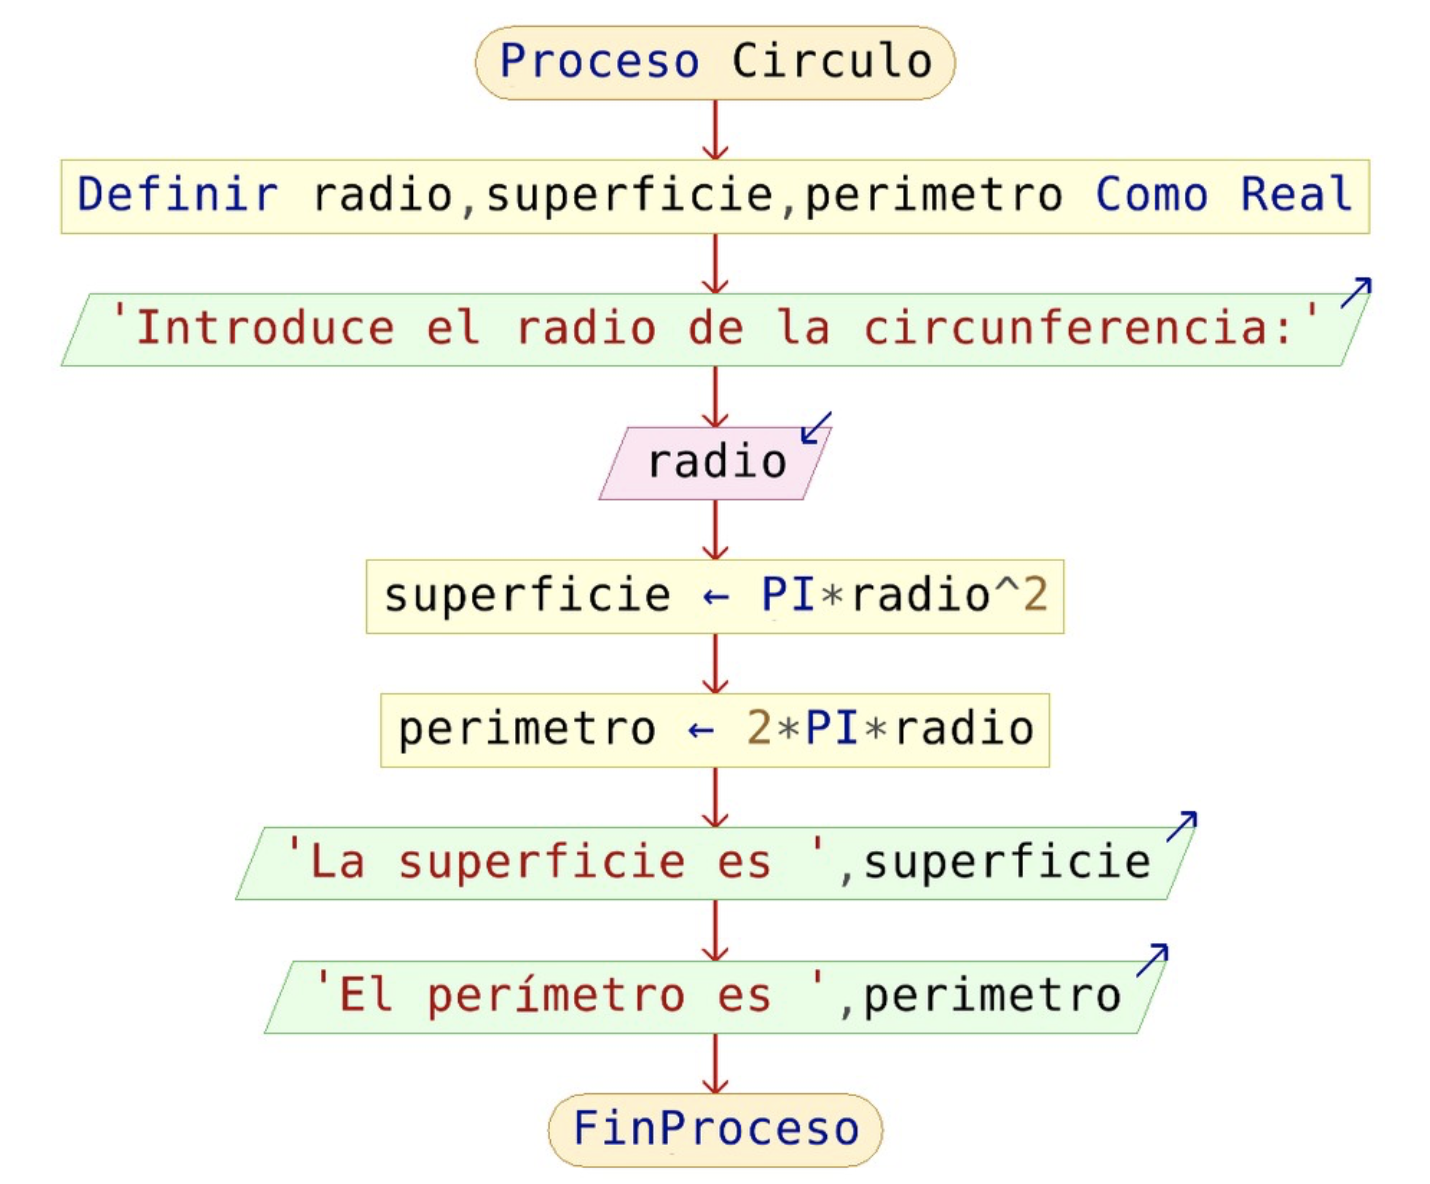 Proceso Circulo
Definir radio,superficie,perimetro Como Real
'Introduce el radio de la circunferencia:'
radio
superficie ← PI*radio^2
perimetro ← 2*PI*radio
'La superficie es ',superficie
'El perímetro es ',perimetro
FinProceso